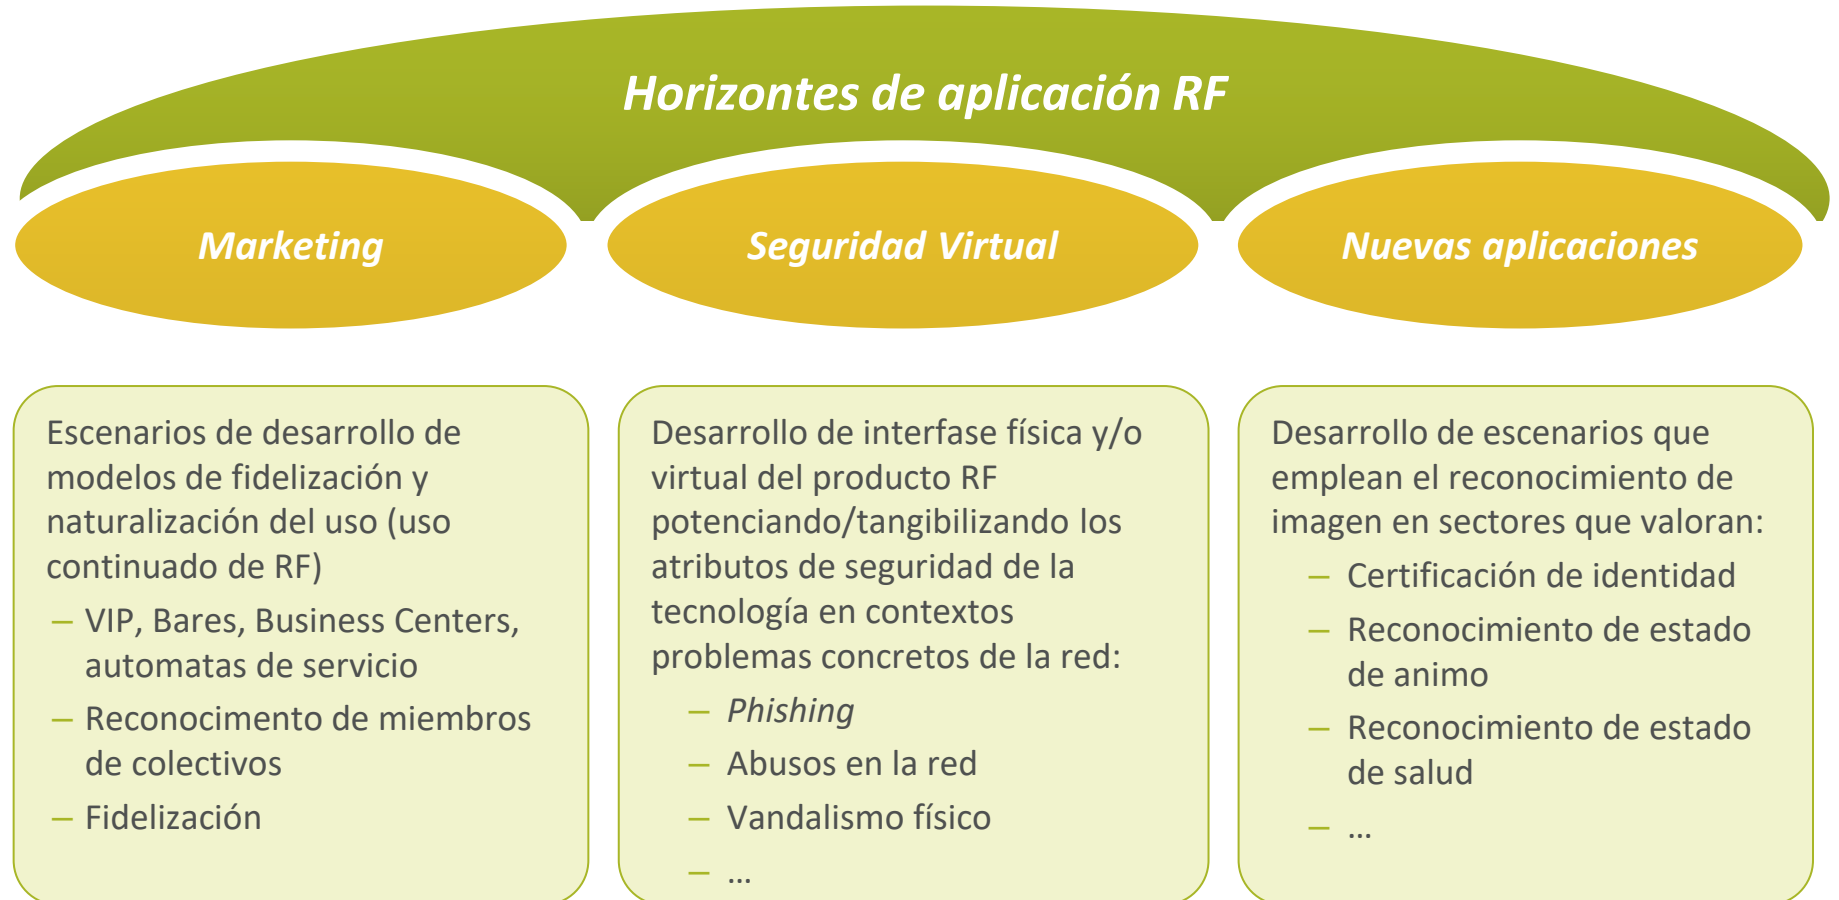 Horizontes de aplicación RF
Marketing
Seguridad Virtual
Nuevas aplicaciones
Escenarios de desarrollo de
modelos de fidelización y
naturalización del uso (uso
continuado de RF)
– VIP, Bares, Business Centers,
automatas de servicio
– Reconocimento de miembros
de colectivos
– Fidelización
Desarrollo de interfase física y/o
virtual del producto RF
potenciando/tangibilizando los
atributos de seguridad de la
tecnología en contextos
problemas concretos de la red:
– Phishing
– Abusos en la red
– Vandalismo físico
– ...
Desarrollo de escenarios que
emplean el reconocimiento de
imagen en sectores que valoran:
– Certificación de identidad
– Reconocimiento de estado
de animo
– Reconocimiento de estado
de salud
– ...